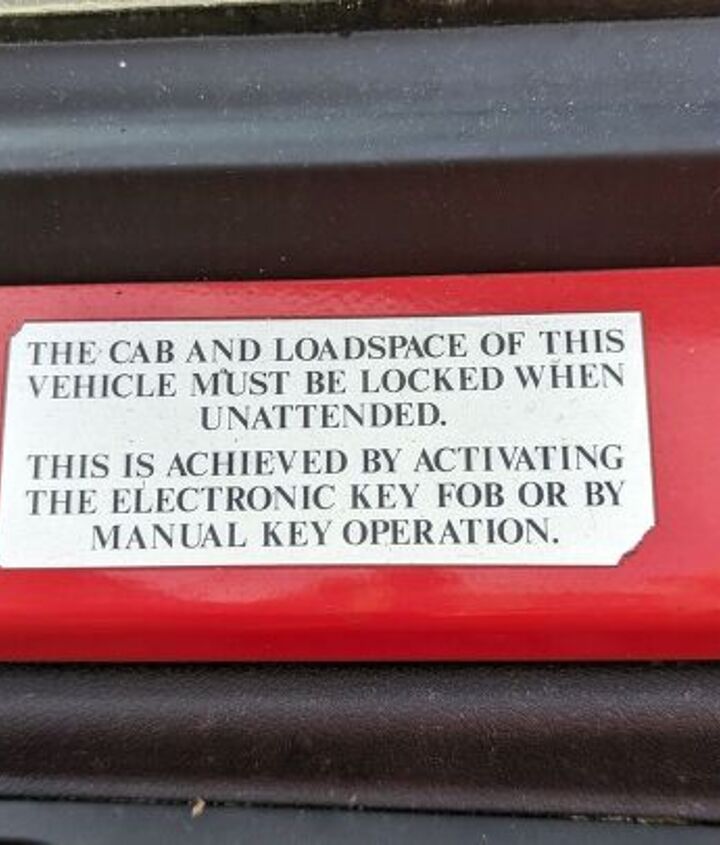 THE CAB AND LOADSPACE OF THIS
VEHICLE MUST BE LOCKED WHEN
UNATTENDED.
THIS IS ACHIEVED BY ACTIVATING
THE ELECTRONIC KEY FOB OR BY
MANUAL KEY OPERATION.